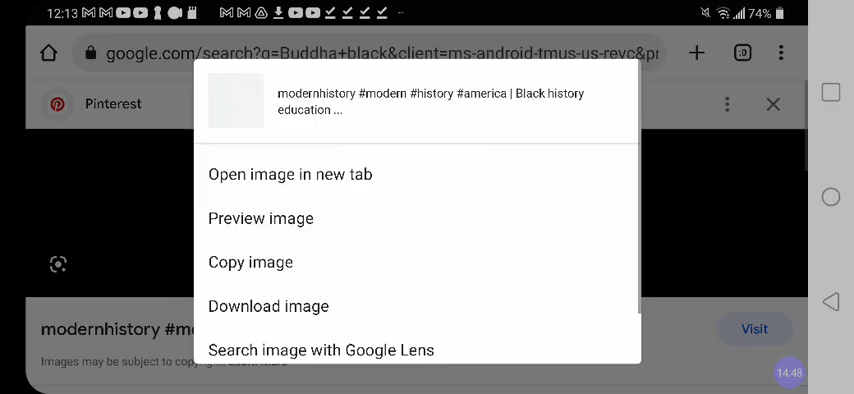 12:13
74%
google.com/search?q=Buddha+black&client=ms-android-tmus-us-revc&pr
:D
Pinterest
modernhistory #modern #history #america | Black history
education ...
Open image in new tab
Preview image
Copy image
Download image
Search image with Google Lens
modernhistory #m
Visit
Images may be subject to copyright.
14:48